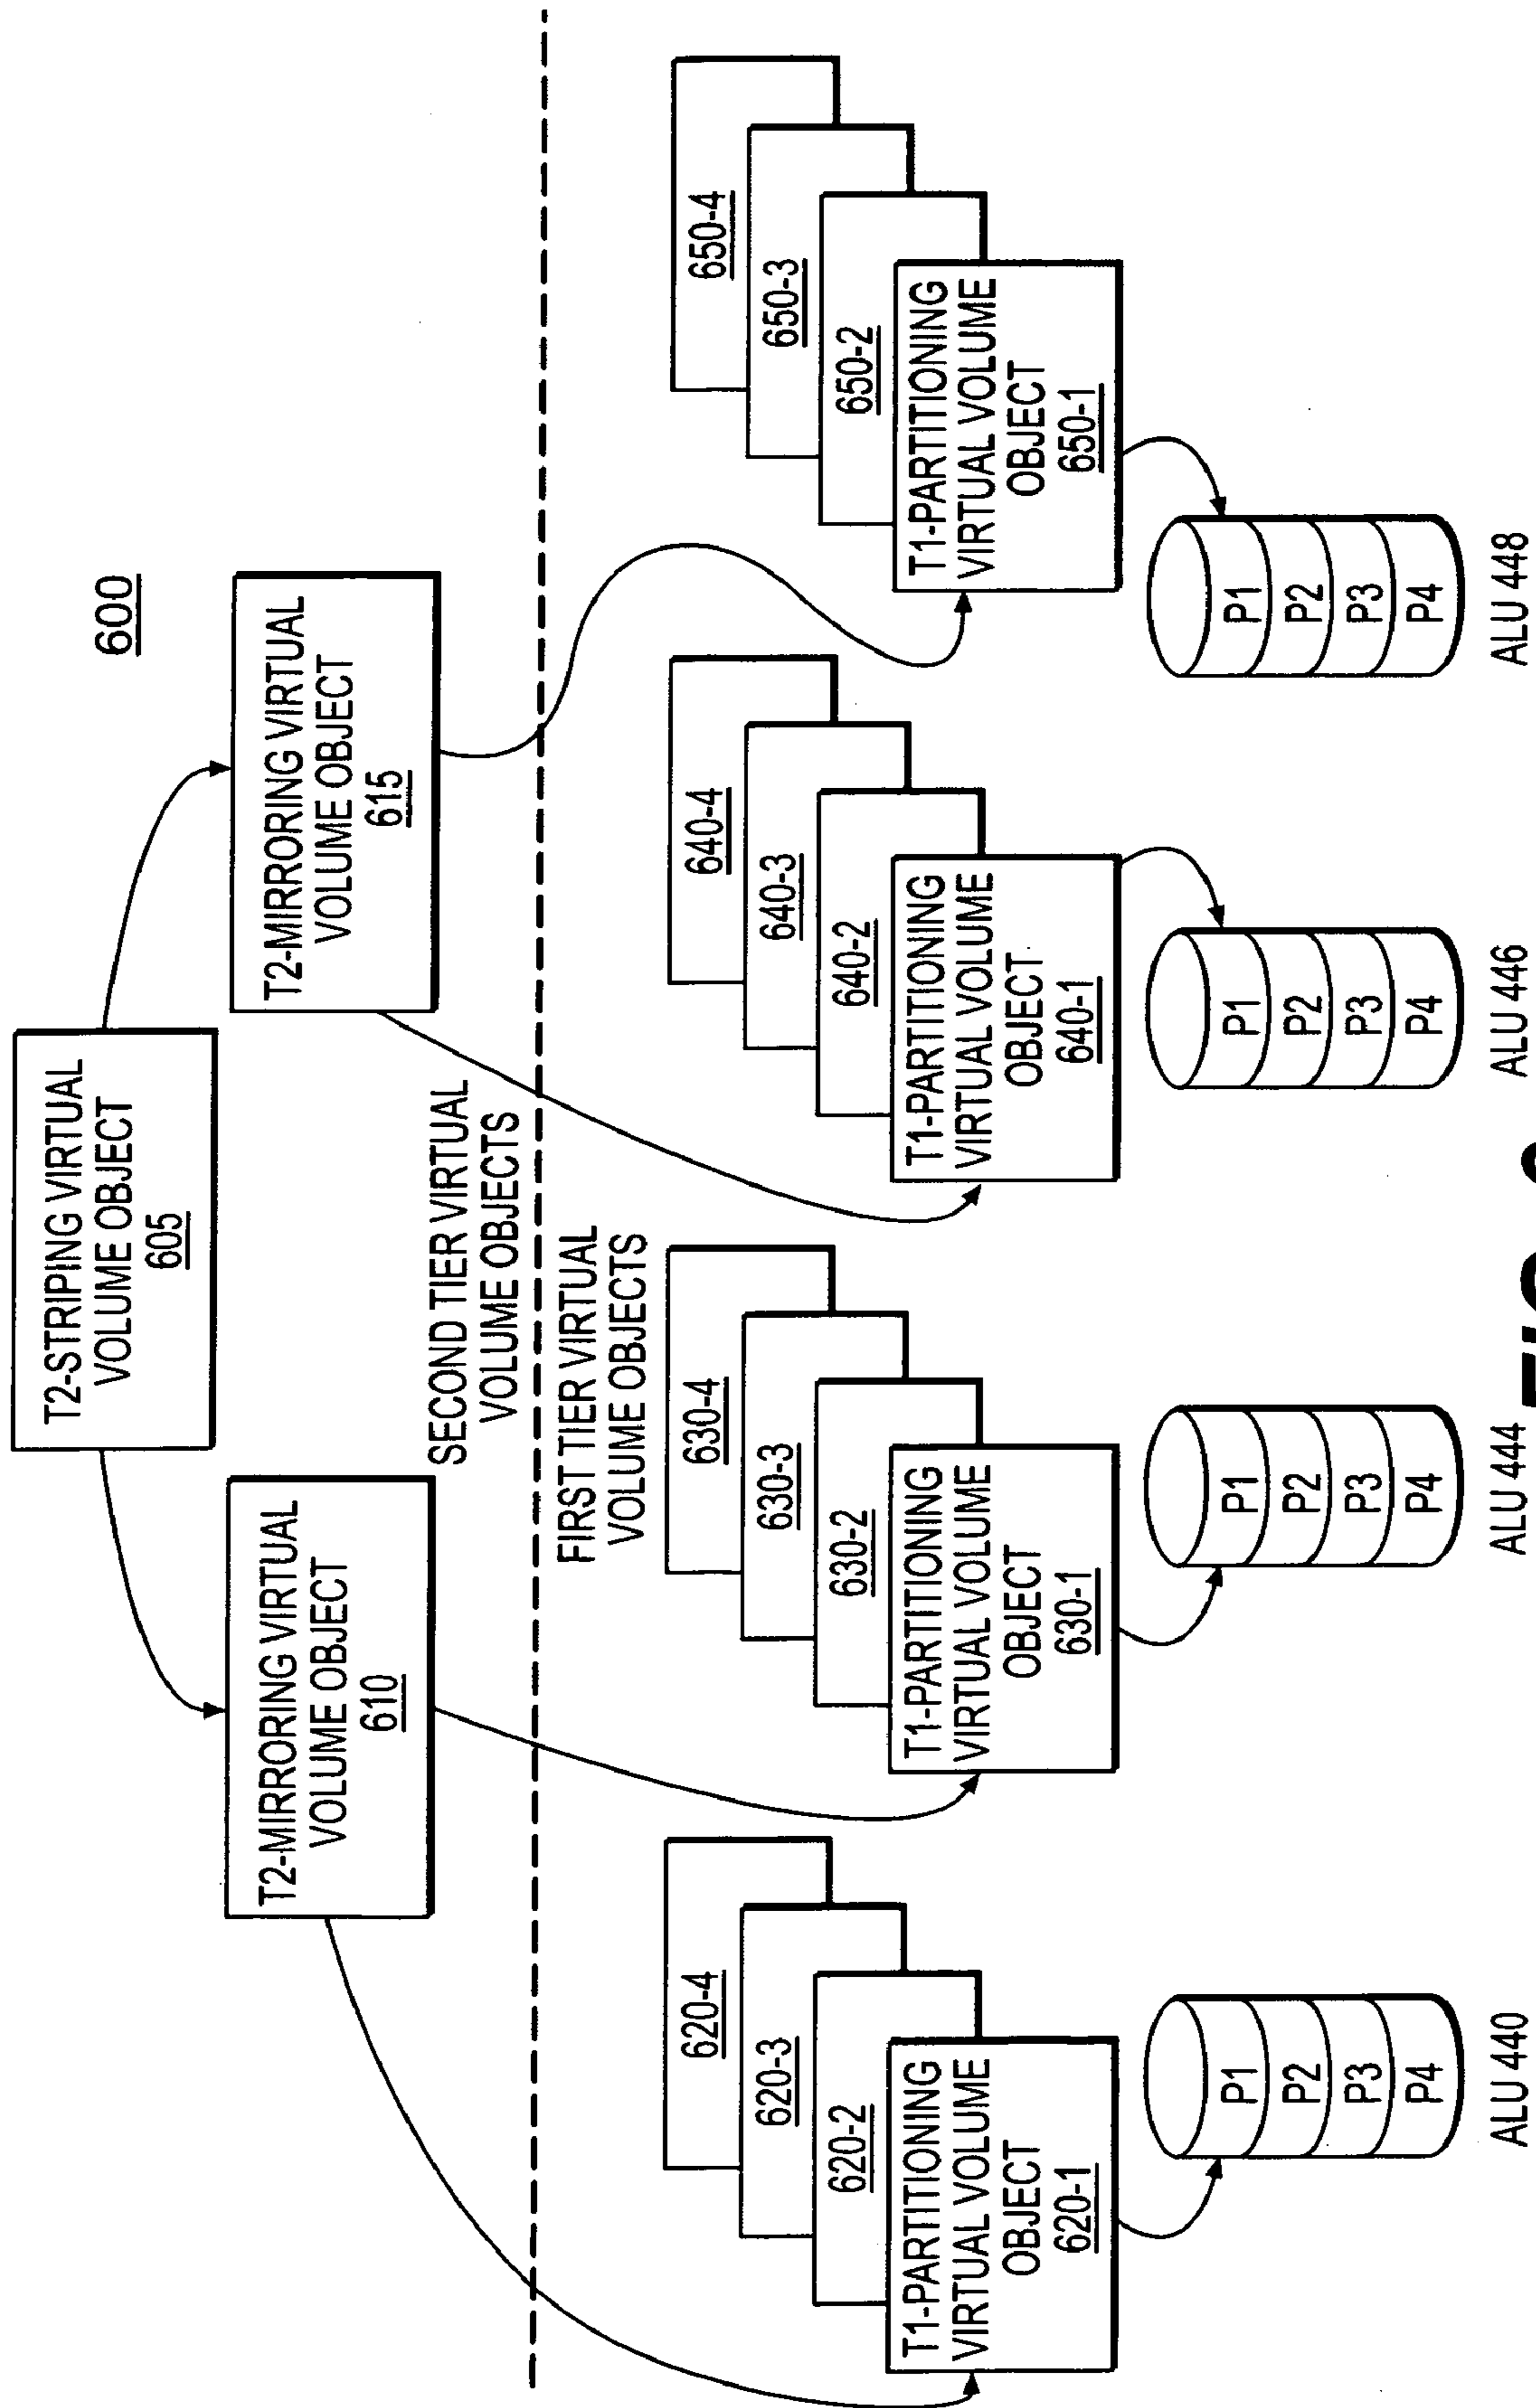 600
T2-STRIPING VIRTUAL
VOLUME OBJECT
605
T2-MIRRORING VIRTUAL
VOLUME OBJECT
610
T2-MIRRORING VIRTUAL
VOLUME OBJECT
615
SECOND TIER VIRTUAL
VOLUME OBJECTS
FIRST TIER VIRTUAL
VOLUME OBJECTS
620-4
620-3
620-2
T1-PARTITIONING
VIRTUAL VOLUME
OBJECT
620-1
630-4
630-3
630-2
T1-PARTITIONING
VIRTUAL VOLUME
OBJECT
630-1
640-4
640-3
640-2
T1-PARTITIONING
VIRTUAL VOLUME
OBJECT
640-1
650-4
650-3
650-2
T1-PARTITIONING
VIRTUAL VOLUME
OBJECT
650-1
P1
P2
P3
P4
ALU 440
P1
P2
P3
P4
ALU 444
P1
P2
P3
P4
ALU 446
P1
P2
P3
P4
ALU 448